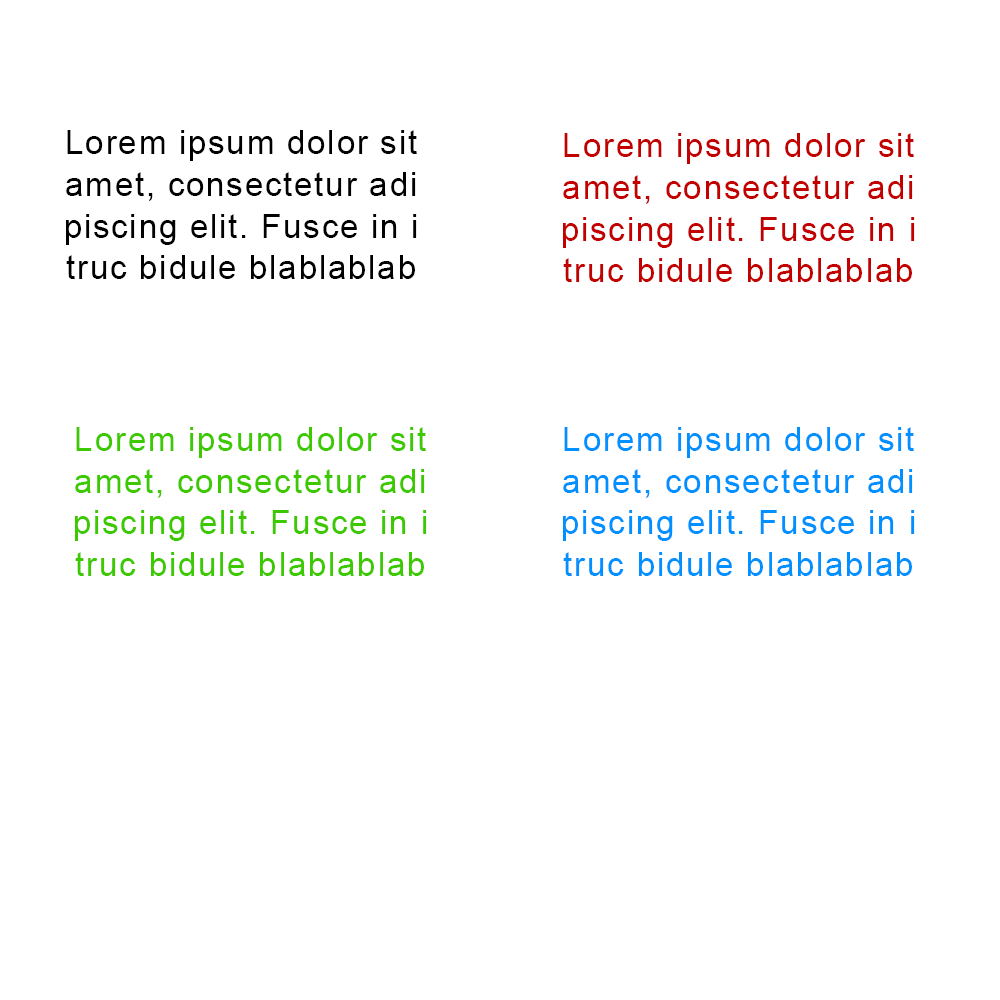 Lorem ipsum dolor sit
amet, consectetur adi
piscing elit. Fusce in i
truc bidule blablablab
Lorem ipsum dolor sit
amet, consectetur adi
piscing elit. Fusce in i
truc bidule blablablab
Lorem ipsum dolor sit
amet, consectetur adi
piscing elit. Fusce in i
truc bidule blablablab
Lorem ipsum dolor sit
amet, consectetur adi
piscing elit. Fusce in i
truc bidule blablablab